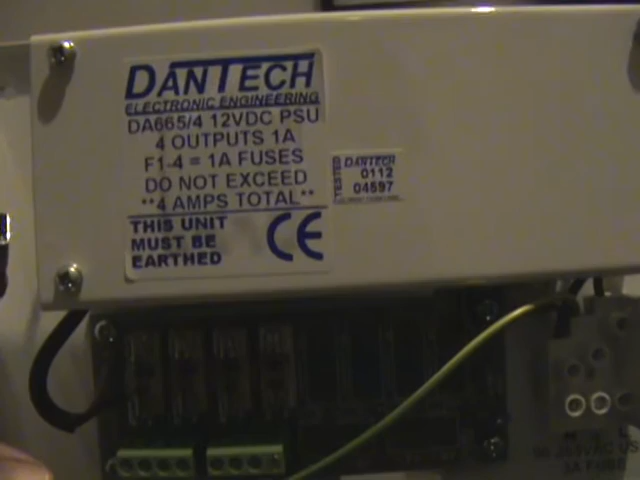 DANTECH
ELECTRONIC ENGINEERING
DA665/4 12VDC PSU
4 OUTPUTS 1A
F1-4 = 1A FUSES
DO NOT EXCEED
**4 AMPS TOTAL**
THIS UNIT
MUST BE
EARTHED
CE
TESTED
DANTECH
0112
04597
FUSE